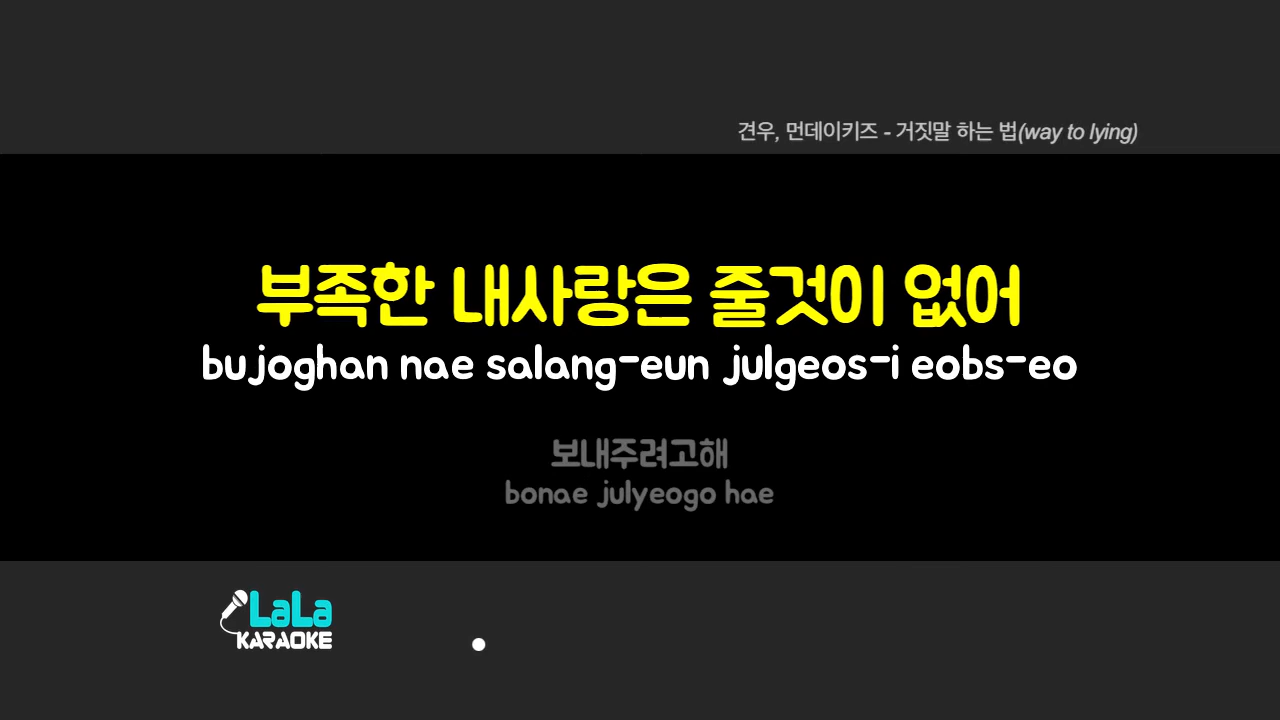 견우, 먼데이키즈 - 거짓말 하는 법(way to lying)
부족한 내사랑은 줄것이 없어
bujoghan nae salang-eun julgeos-i eobs-eo
보내주려고해
bonae julyeogo hae
LaLa
KARAOKE